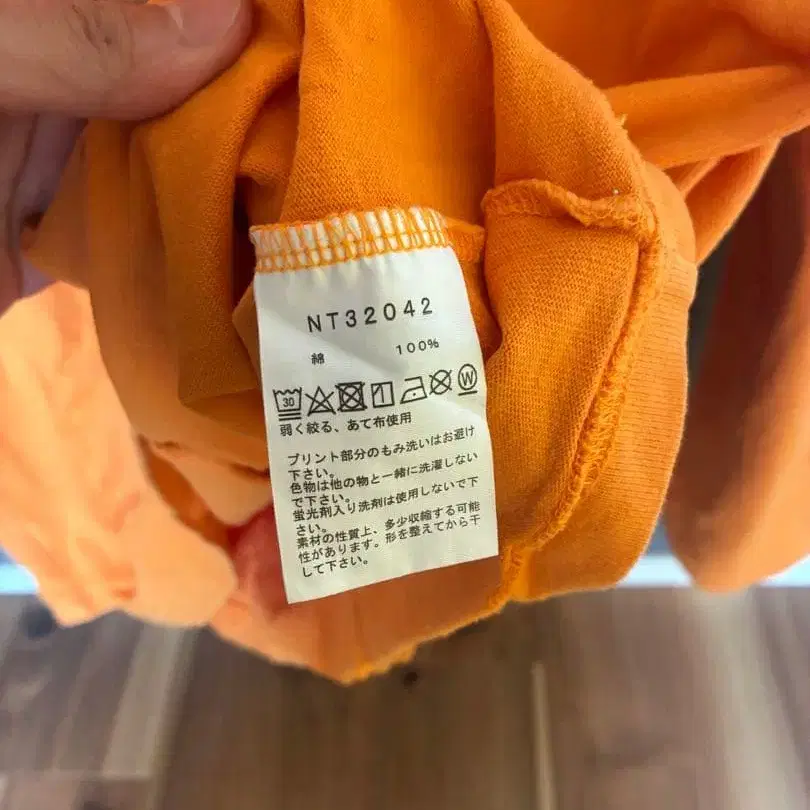 NT32042
綿 100%
30 W
弱く絞る、あて布使用
プリント部分のもみ洗いはお避け
下さい。
色物は他の物と一緒に洗濯しない
で下さい。
蛍光剤入り洗剤は使用しないで下
さい。
素材の性質上、多少収縮する可能
性があります。形を整えてから干
して下さい。